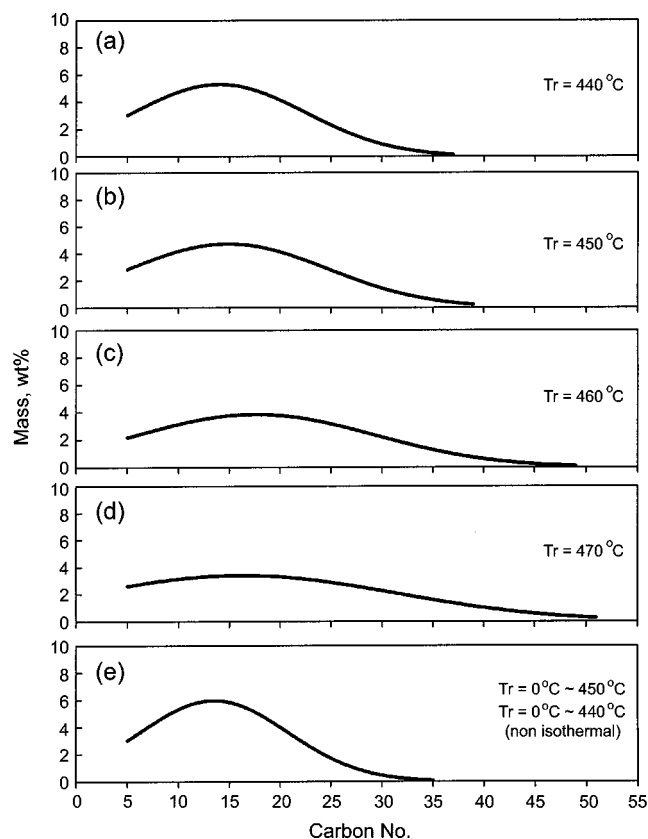 10
(a)
8
6
Tr = 440 °C
4
2
0
10
(b)
8
6
Tr = 450 °C
4
2
0
10
(c)
8
6
Tr = 460 °C
4
2
0
10
(d)
8
6
Tr = 470 °C
4
2
0
10
(e)
8
Tr = 0°C ~ 450°C
6
Tr = 0°C ~ 440°C
(non isothermal)
4
2
0
Mass, wt%
0 5 10 15 20 25 30 35 40 45 50 55
Carbon No.